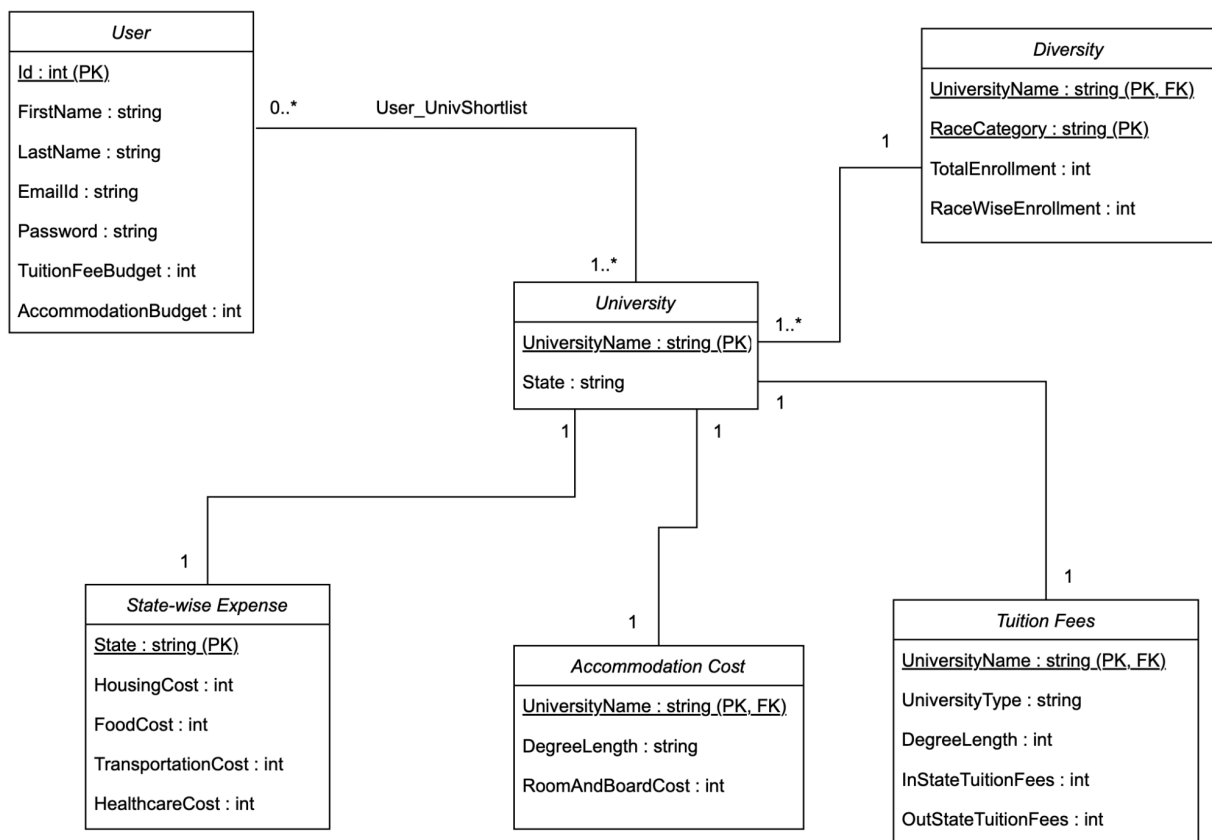 User
Id : int (PK)
FirstName : string
LastName : string
EmailId : string
Password : string
TuitionFeeBudget : int
AccommodationBudget : int
0..*
User_UnivShortlist
1..*
Diversity
UniversityName : string (PK, FK)
RaceCategory : string (PK)
TotalEnrollment : int
RaceWiseEnrollment : int
1
1..*
University
UniversityName : string (PK)
State : string
1
1
1
1
State-wise Expense
State : string (PK)
HousingCost : int
FoodCost : int
TransportationCost : int
HealthcareCost : int
1
Accommodation Cost
UniversityName : string (PK, FK)
DegreeLength : string
RoomAndBoardCost : int
1
Tuition Fees
UniversityName : string (PK, FK)
UniversityType : string
DegreeLength : int
InStateTuitionFees : int
OutStateTuitionFees : int